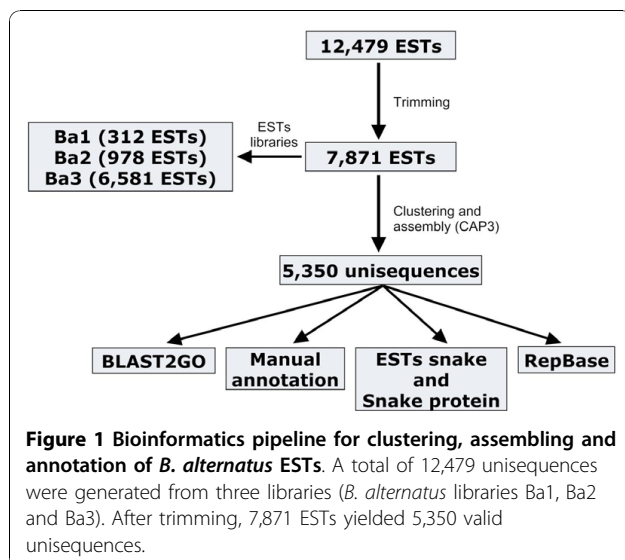 12,479 ESTs
Trimming
ESTs
libraries
Ba1 (312 ESTs)
Ba2 (978 ESTs)
Ba3 (6,581 ESTs)
7,871 ESTs
Clustering and
assembly (CAP3)
5,350 unisequences
BLAST2GO
Manual
annotation
ESTs snake
and
Snake protein
RepBase
Figure 1 Bioinformatics pipeline for clustering, assembling and
annotation of B. alternatus ESTs. A total of 12,479 unisequences
were generated from three libraries (B. alternatus libraries Ba1, Ba2
and Ba3). After trimming, 7,871 ESTs yielded 5,350 valid
unisequences.